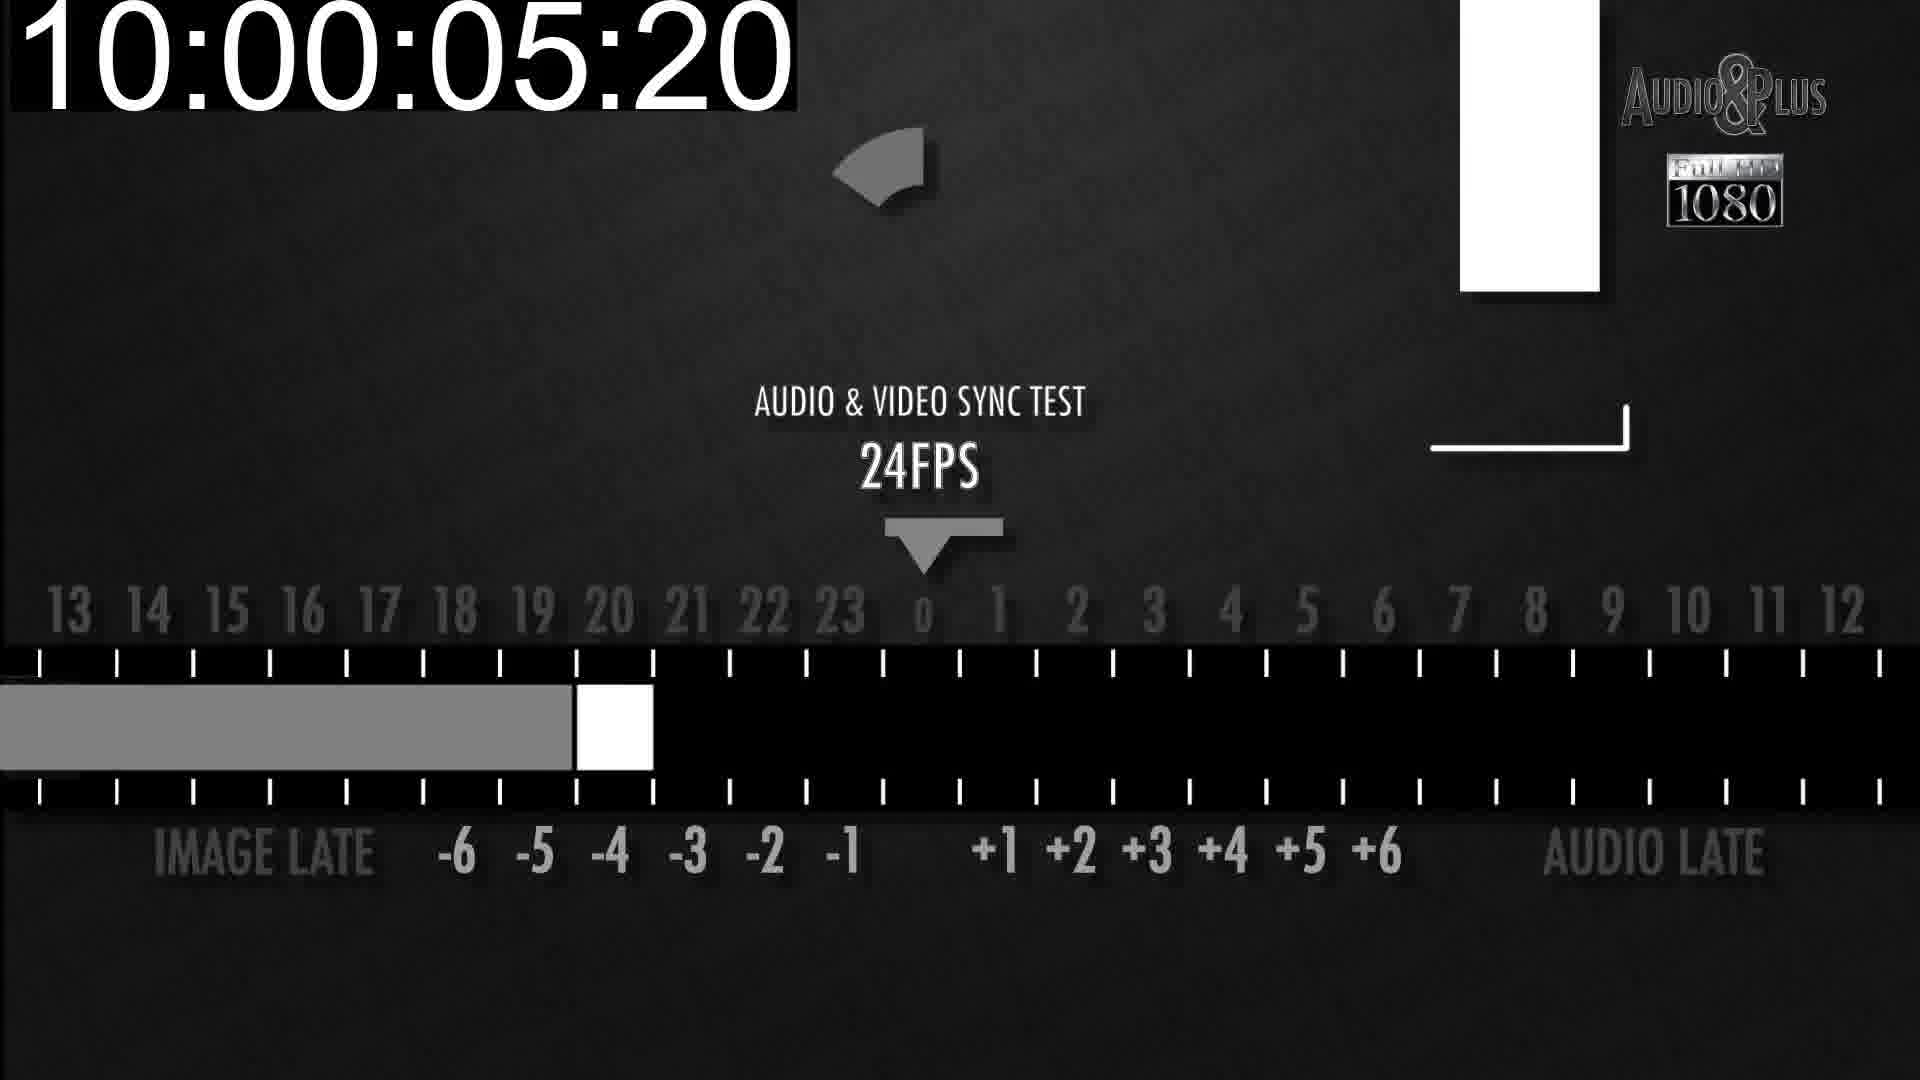 10:00:05:20
AUDIO&PLUS
Full HD
1080
AUDIO & VIDEO SYNC TEST
24FPS
13 14 15 16 17 18 19 20 21 22 23 0 1 2 3 4 5 6 7 8 9 10 11 12
IMAGE LATE -6 -5 -4 -3 -2 -1 +1 +2 +3 +4 +5 +6 AUDIO LATE